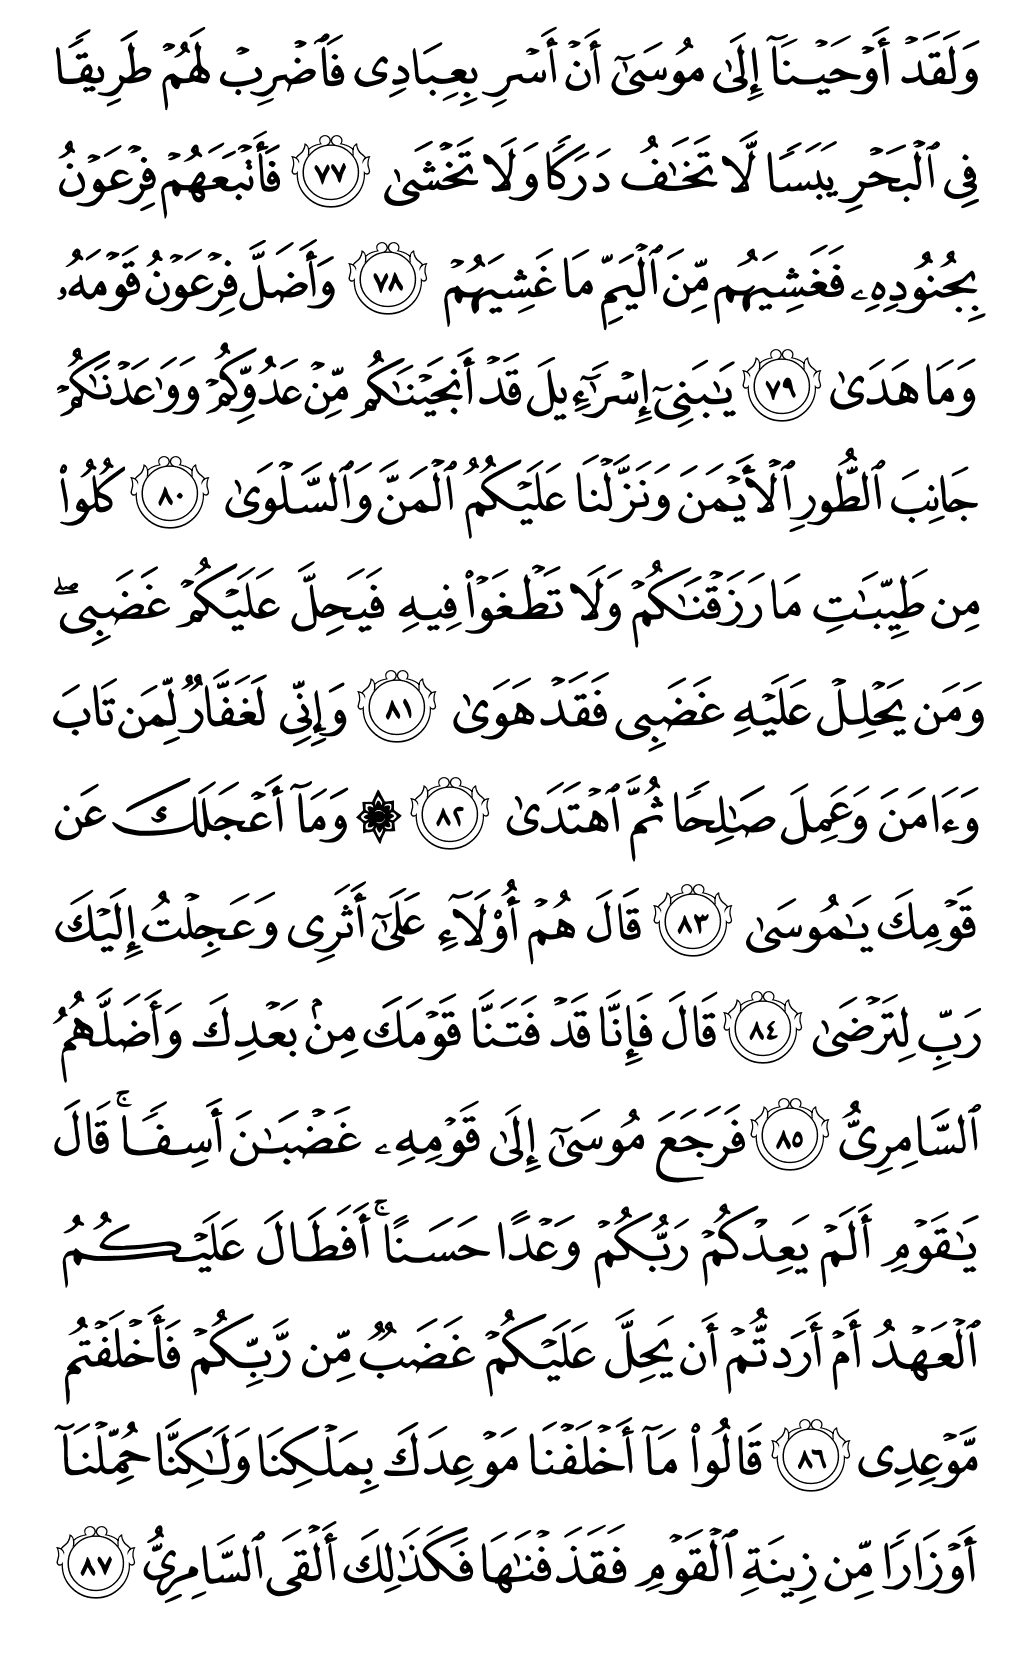 وَلَقَدۡ أَوۡحَيۡنَآ إِلَىٰ مُوسَىٰٓ أَنۡ أَسۡرِ بِعِبَادِي فَٱضۡرِبۡ لَهُمۡ طَرِيقٗا
فِي ٱلۡبَحۡرِ يَبَسٗا لَّا تَخَٰفُ دَرَكٗا وَلَا تَخۡشَىٰ ٧٧ فَأَتۡبَعَهُمۡ فِرۡعَوۡنُ
بِجُنُودِهِۦ فَغَشِيَهُم مِّنَ ٱلۡيَمِّ مَا غَشِيَهُمۡ ٧٨ وَأَضَلَّ فِرۡعَوۡنُ قَوۡمَهُۥ
وَمَا هَدَىٰ ٧٩ يَٰبَنِيٓ إِسۡرَٰٓءِيلَ قَدۡ أَنجَيۡنَٰكُم مِّنۡ عَدُوِّكُمۡ وَوَٰعَدۡنَٰكُمۡ
جَانِبَ ٱلطُّورِ ٱلۡأَيۡمَنَ وَنَزَّلۡنَا عَلَيۡكُمُ ٱلۡمَنَّ وَٱلسَّلۡوَىٰ ٨٠ كُلُواْ
مِن طَيِّبَٰتِ مَا رَزَقۡنَٰكُمۡ وَلَا تَطۡغَوۡاْ فِيهِ فَيَحِلَّ عَلَيۡكُمۡ غَضَبِيۖ
وَمَن يَحۡلِلۡ عَلَيۡهِ غَضَبِي فَقَدۡ هَوَىٰ ٨١ وَإِنِّي لَغَفَّارٞ لِّمَن تَابَ
وَءَامَنَ وَعَمِلَ صَٰلِحٗا ثُمَّ ٱهۡتَدَىٰ ٨٢ ۞ وَمَآ أَعۡجَلَكَ عَن
قَوۡمِكَ يَٰمُوسَىٰ ٨٣ قَالَ هُمۡ أُوْلَآءِ عَلَىٰٓ أَثَرِي وَعَجِلۡتُ إِلَيۡكَ
رَبِّ لِتَرۡضَىٰ ٨٤ قَالَ فَإِنَّا قَدۡ فَتَنَّا قَوۡمَكَ مِنۢ بَعۡدِكَ وَأَضَلَّهُمُ
ٱلسَّامِرِيُّ ٨٥ فَرَجَعَ مُوسَىٰٓ إِلَىٰ قَوۡمِهِۦ غَضۡبَٰنَ أَسِفٗاۚ قَالَ
يَٰقَوۡمِ أَلَمۡ يَعِدۡكُمۡ رَبُّكُمۡ وَعۡدًا حَسَنًاۚ أَفَطَالَ عَلَيۡكُمُ
ٱلۡعَهۡدُ أَمۡ أَرَدتُّمۡ أَن يَحِلَّ عَلَيۡكُمۡ غَضَبٞ مِّن رَّبِّكُمۡ فَأَخۡلَفۡتُم
مَّوۡعِدِي ٨٦ قَالُواْ مَآ أَخۡلَفۡنَا مَوۡعِدَكَ بِمَلۡكِنَا وَلَٰكِنَّا حُمِّلۡنَآ
أَوۡزَارٗا مِّن زِينَةِ ٱلۡقَوۡمِ فَقَذَفۡنَٰهَا فَكَذَٰلِكَ أَلۡقَى ٱلسَّامِرِيُّ ٨٧